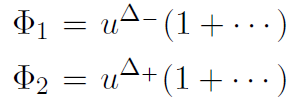 Φ₁ = u^{Δ₋}(1 + ⋯)
Φ₂ = u^{Δ₊}(1 + ⋯)